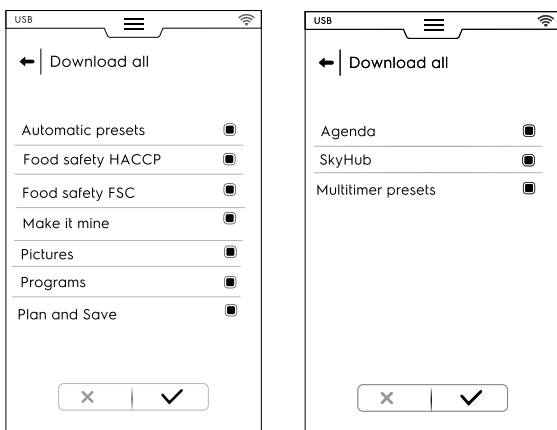 USB
Download all
Automatic presets
Food safety HACCP
Food safety FSC
Make it mine
Pictures
Programs
Plan and Save
USB
Download all
Agenda
SkyHub
Multitimer presets